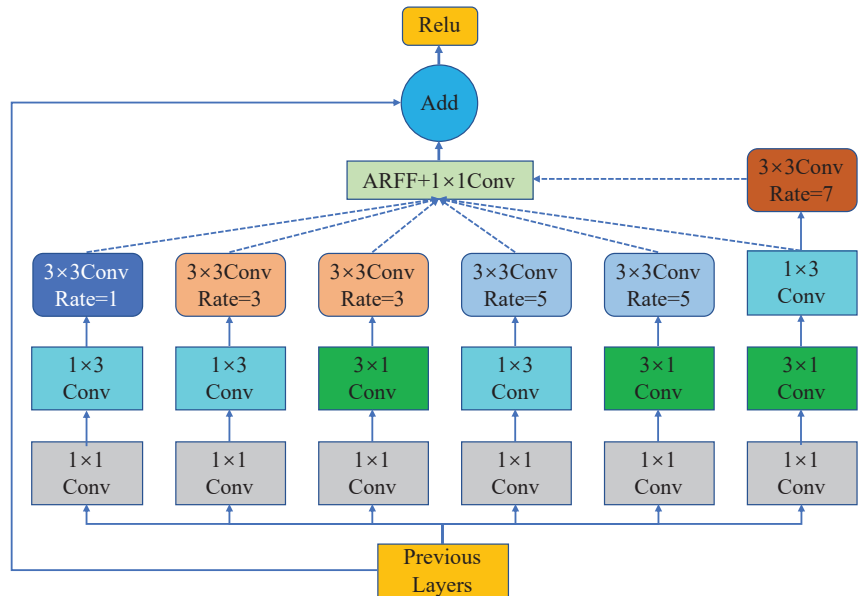 Relu
Add
ARFF+1×1Conv
3×3Conv
Rate=7
3×3Conv
Rate=1
3×3Conv
Rate=3
3×3Conv
Rate=3
3×3Conv
Rate=5
3×3Conv
Rate=5
1×3
Conv
1×3
Conv
1×3
Conv
3×1
Conv
1×3
Conv
3×1
Conv
3×1
Conv
1×1
Conv
1×1
Conv
1×1
Conv
1×1
Conv
1×1
Conv
1×1
Conv
Previous
Layers